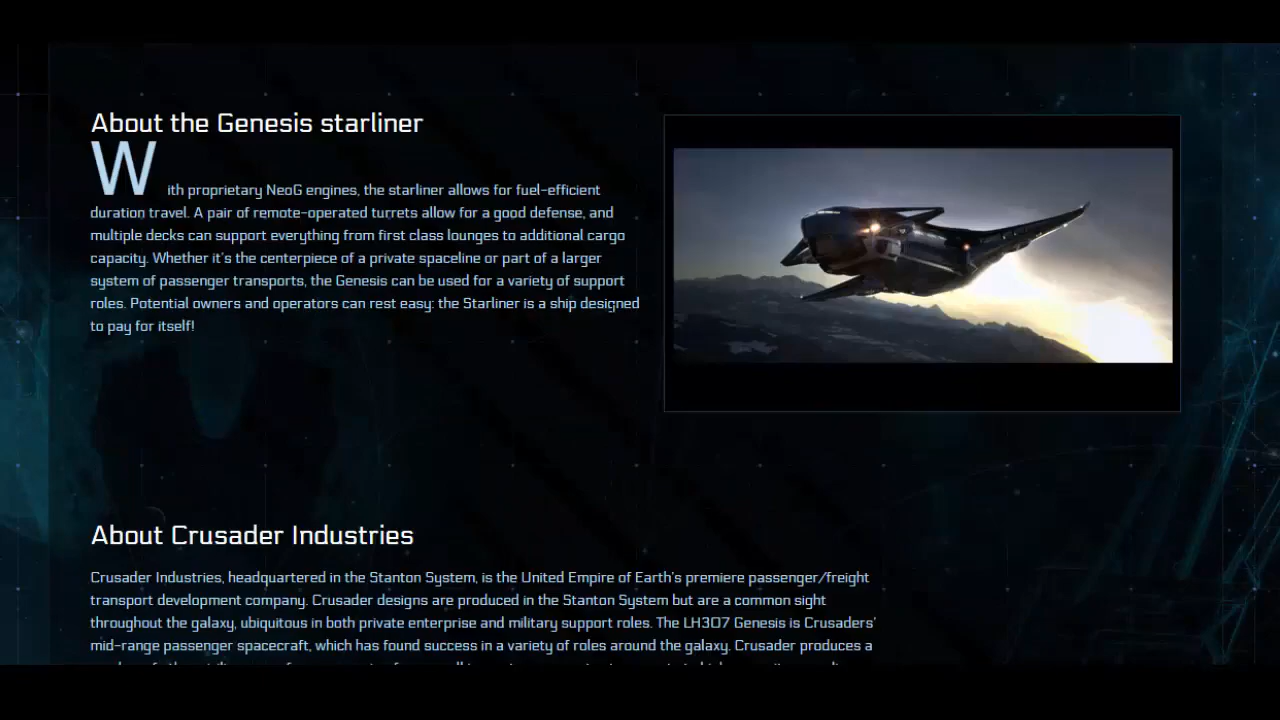 About the Genesis starliner
With proprietary NeoG engines, the starliner allows for fuel-efficient
duration travel. A pair of remote-operated turrets allow for a good defense, and
multiple decks can support everything from first class lounges to additional cargo
capacity. Whether it's the centerpiece of a private spaceline or part of a larger
system of passenger transports, the Genesis can be used for a variety of support
roles. Potential owners and operators can rest easy: the Starliner is a ship designed
to pay for itself!
About Crusader Industries
Crusader Industries, headquartered in the Stanton System, is the United Empire of Earth's premiere passenger/freight
transport development company. Crusader designs are produced in the Stanton System but are a common sight
throughout the galaxy, ubiquitous in both private enterprise and military support roles. The LH307 Genesis is Crusaders'
mid-range passenger spacecraft, which has found success in a variety of roles around the galaxy. Crusader produces a